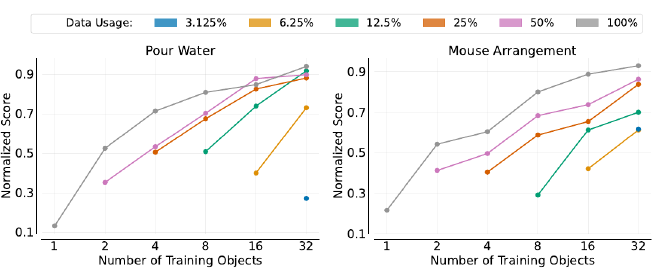 Data Usage: 3.125% 6.25% 12.5% 25% 50% 100%
Pour Water
Normalized Score
0.9
0.7
0.5
0.3
0.1
1 2 4 8 16 32
Number of Training Objects
Mouse Arrangement
Normalized Score
0.9
0.7
0.5
0.3
0.1
1 2 4 8 16 32
Number of Training Objects